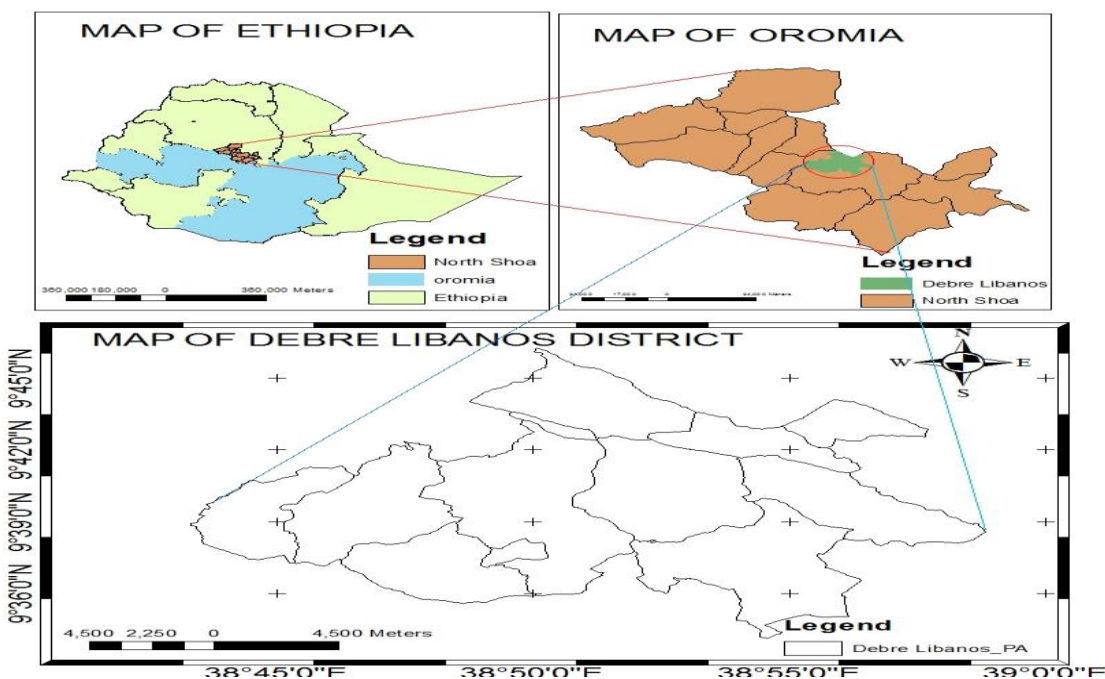 MAP OF ETHIOPIA
Legend
North Shoa
oromia
Ethiopia
360,000 180,000 0 360,000 Meters
MAP OF OROMIA
Legend
Debre Libanos
North Shoa
0
MAP OF DEBRE LIBANOS DISTRICT
N
W E
S
9°45'0"N
9°42'0"N
9°39'0"N
9°36'0"N
4,500 2,250 0 4,500 Meters
Legend
Debre Libanos_PA
38°45'0"E 38°50'0"E 38°55'0"E 39°0'0"E